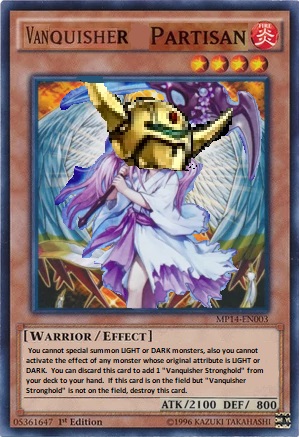 Vanquisher Partisan
FIRE
炎
MP14-EN003
[Warrior / Effect]
You cannot special summon LIGHT or DARK monsters, also you cannot
activate the effect of any monster whose original attribute is LIGHT or
DARK. You can discard this card to add 1 "Vanquisher Stronghold" from
your deck to your hand. If this card is on the field but "Vanquisher
Stronghold" is not on the field, destroy this card.
ATK/2100 DEF/ 800
05361647 1st Edition ©1996 KAZUKI TAKAHASHI